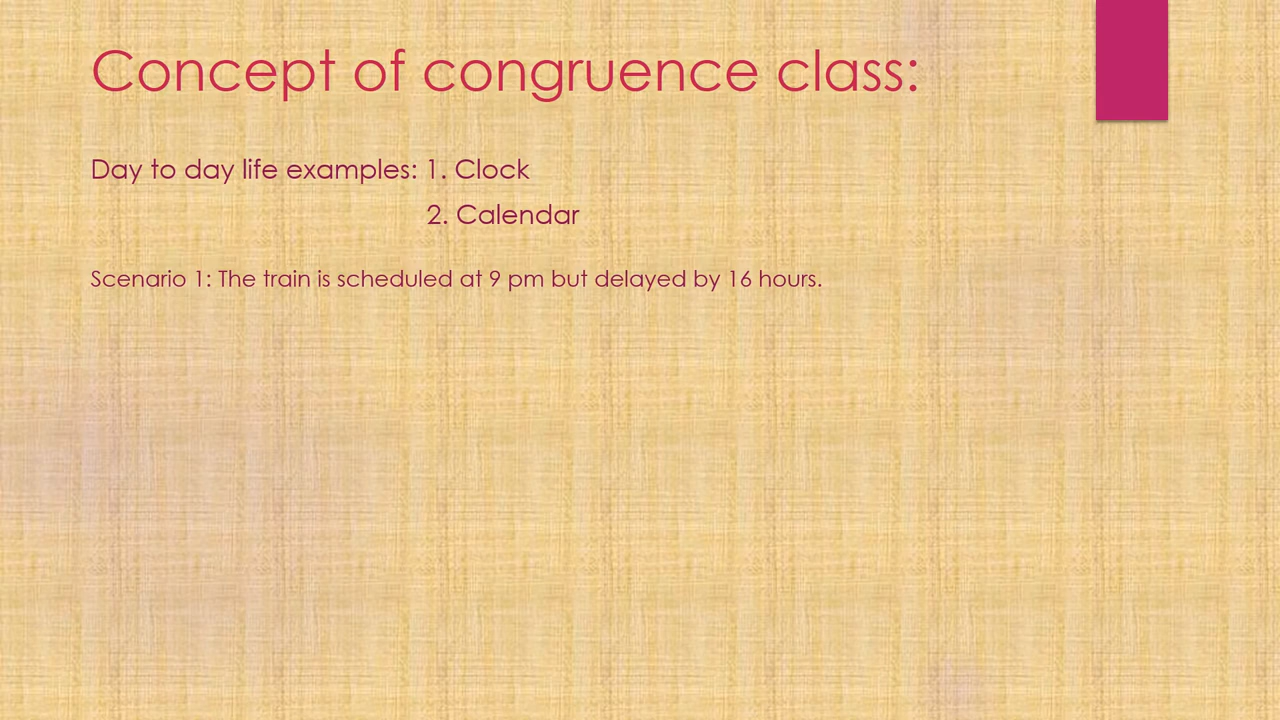 Concept of congruence class:
Day to day life examples: 1. Clock
2. Calendar
Scenario 1: The train is scheduled at 9 pm but delayed by 16 hours.